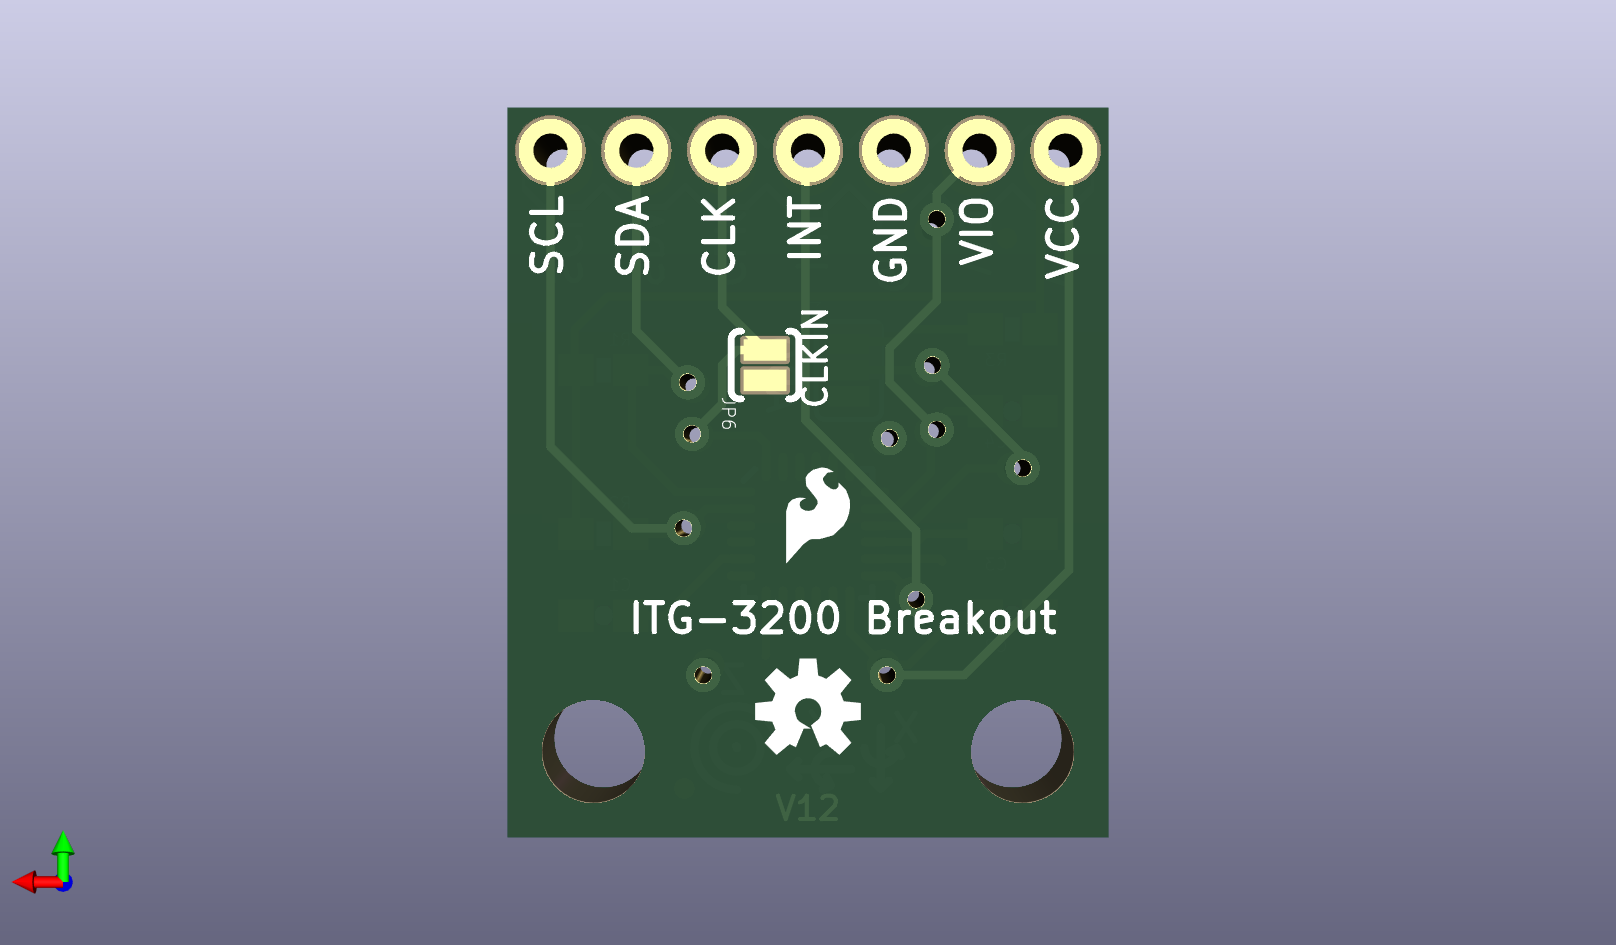 SCL
SDA
CLK
INT
GND
VIO
VCC
CLKIN
JP6
ITG-3200 Breakout
V12